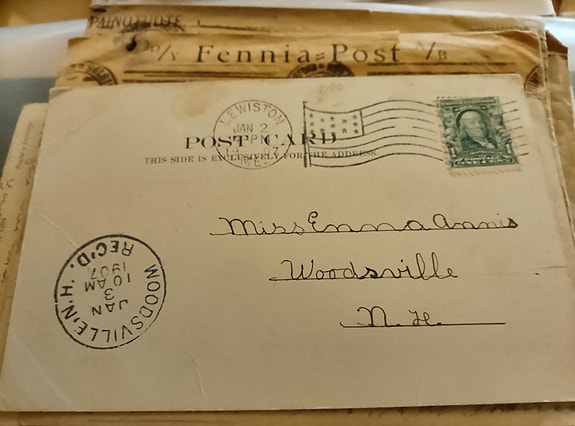 Fennia=Post
LEWISTON
JAN 2
PM
ME.
POST CARD
THIS SIDE IS EXCLUSIVELY FOR THE ADDRESS
Miss Emma Annis
Woodsville
N. H.
WOODSVILLE, N.H.
JAN
3
10 AM
1907
REC'D.